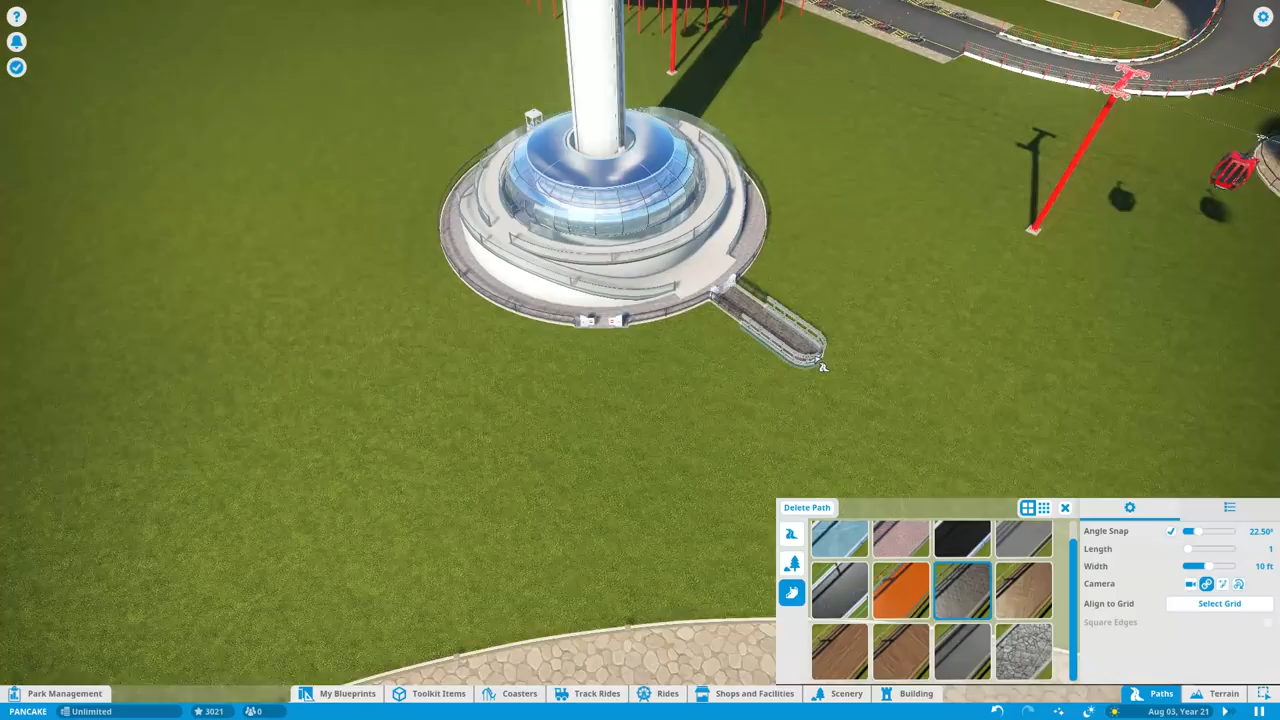 ?
Delete Path
Angle Snap 22.50°
Length 1
Width 10 ft
Camera
Align to Grid Select Grid
Square Edges
Park Management My Blueprints Toolkit Items Coasters Track Rides Rides Shops and Facilities Scenery Building Paths Terrain
PANCAKE Unlimited 3021 0 Aug 03, Year 21